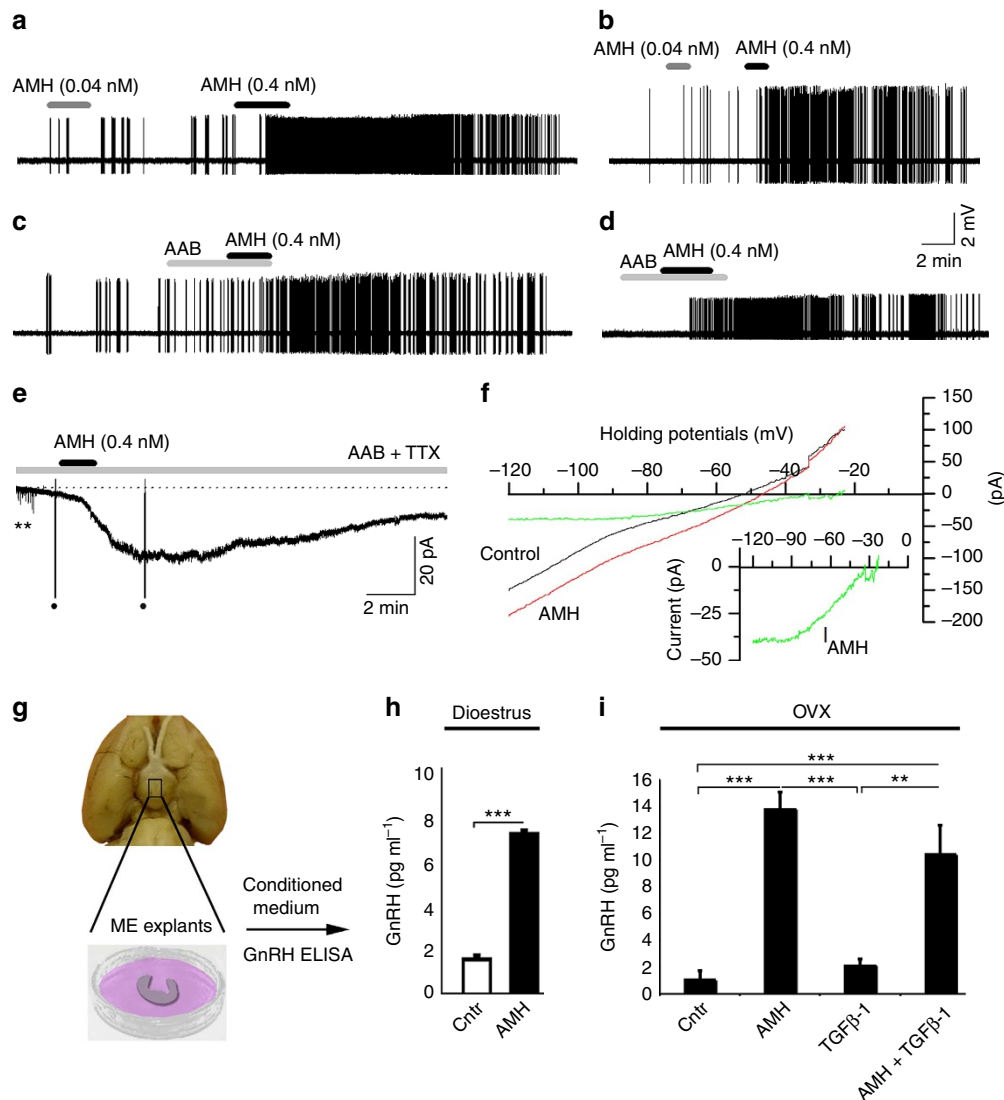 a
AMH (0.04 nM)
AMH (0.4 nM)
b
AMH (0.04 nM)
AMH (0.4 nM)
c
AAB
AMH (0.4 nM)
d
2 mV
2 min
AAB
AMH (0.4 nM)
e
AMH (0.4 nM)
AAB + TTX
**
20 pA
2 min
f
Holding potentials (mV)
−120 −100 −80 −60 −40 −20
150
100
50
0
−50
−100
−150
−200
(pA)
Control
AMH
−120 −90 −60 −30 0
0
−25
−50
Current (pA)
AMH
g
ME explants
Conditioned
medium
GnRH ELISA
h
Dioestrus
***
GnRH (pg ml⁻¹)
10
8
6
4
2
0
Cntr
AMH
i
OVX
***
*** *** **
GnRH (pg ml⁻¹)
16
14
12
10
8
6
4
2
0
Cntr
AMH
TGFβ-1
AMH + TGFβ-1